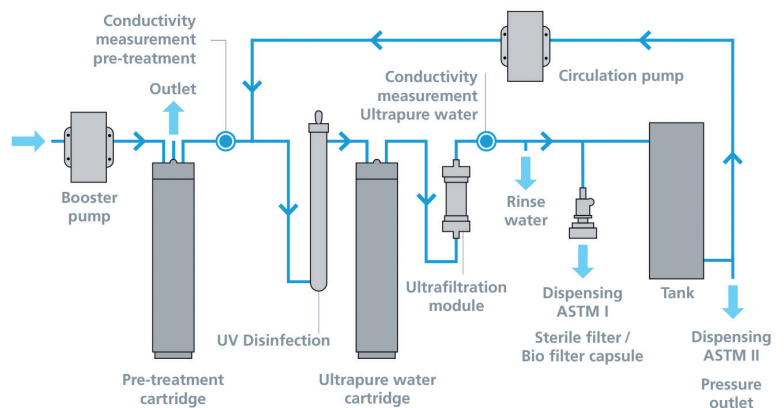 Conductivity
measurement
pre-treatment
Outlet
Booster
pump
Pre-treatment
cartridge
UV Disinfection
Ultrapure water
cartridge
Conductivity
measurement
Ultrapure water
Ultrafiltration
module
Circulation pump
Rinse
water
Dispensing
ASTM I
Sterile filter /
Bio filter capsule
Tank
Dispensing
ASTM II
Pressure
outlet